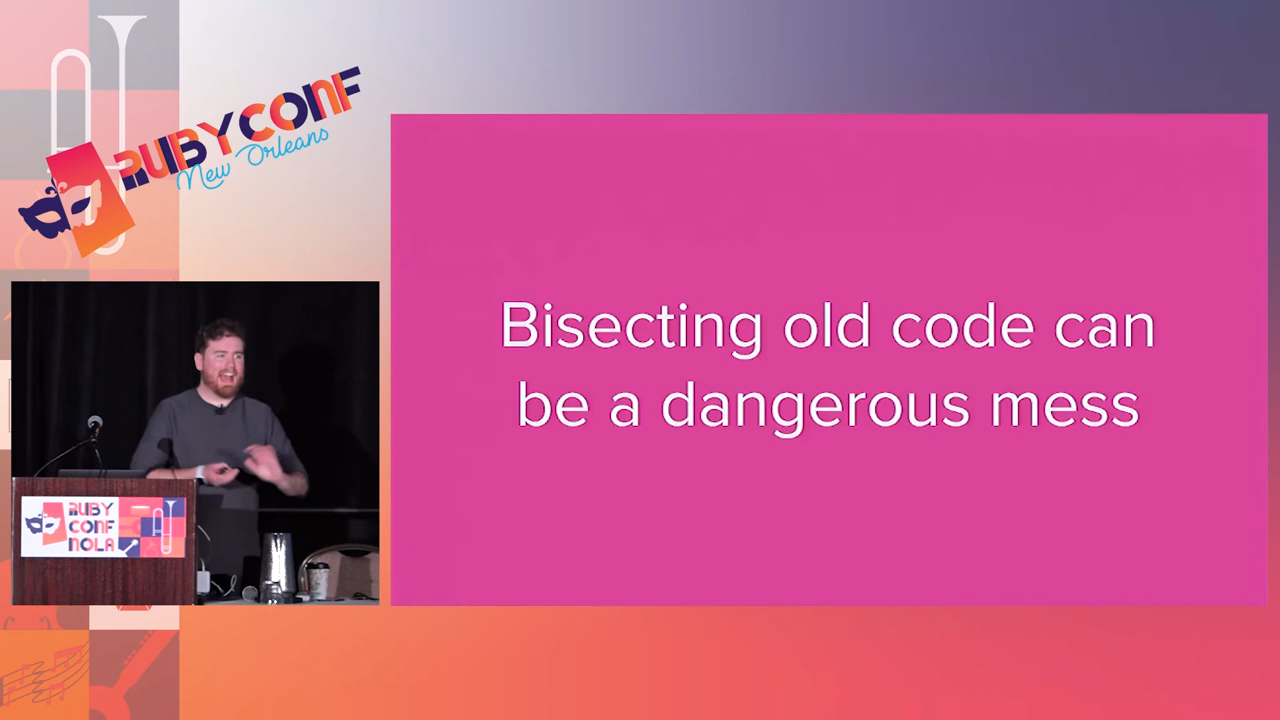 RUBYCONF
New Orleans
Bisecting old code can
be a dangerous mess
RUBY
CONF
NOLA